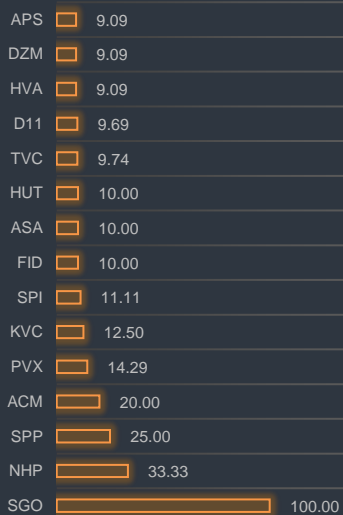 APS 9.09
DZM 9.09
HVA 9.09
D11 9.69
TVC 9.74
HUT 10.00
ASA 10.00
FID 10.00
SPI 11.11
KVC 12.50
PVX 14.29
ACM 20.00
SPP 25.00
NHP 33.33
SGO 100.00